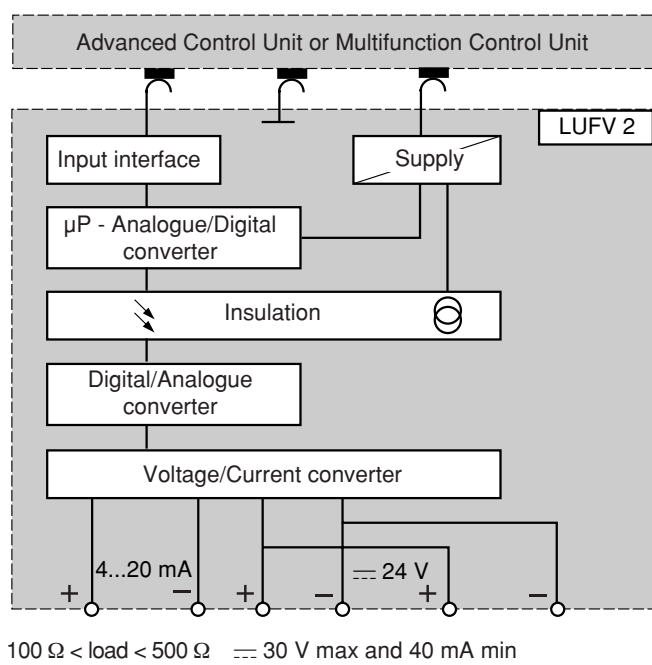 Advanced Control Unit or Multifunction Control Unit
LUFV 2
Input interface
Supply
µP - Analogue/Digital
converter
Insulation
Digital/Analogue
converter
Voltage/Current converter
4...20 mA
⎓ 24 V
+ − + − + −
100 Ω < load < 500 Ω ⎓ 30 V max and 40 mA min